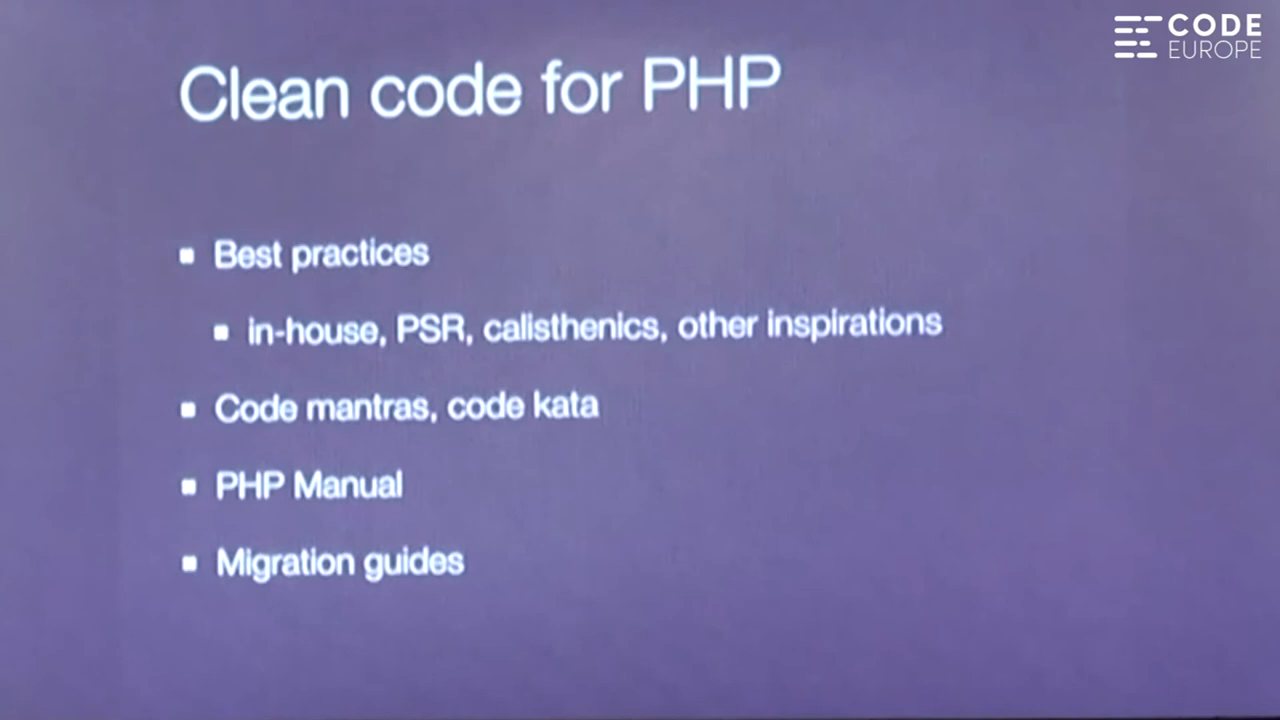 CODE
EUROPE
Clean code for PHP
Best practices
in-house, PSR, calisthenics, other inspirations
Code mantras, code kata
PHP Manual
Migration guides